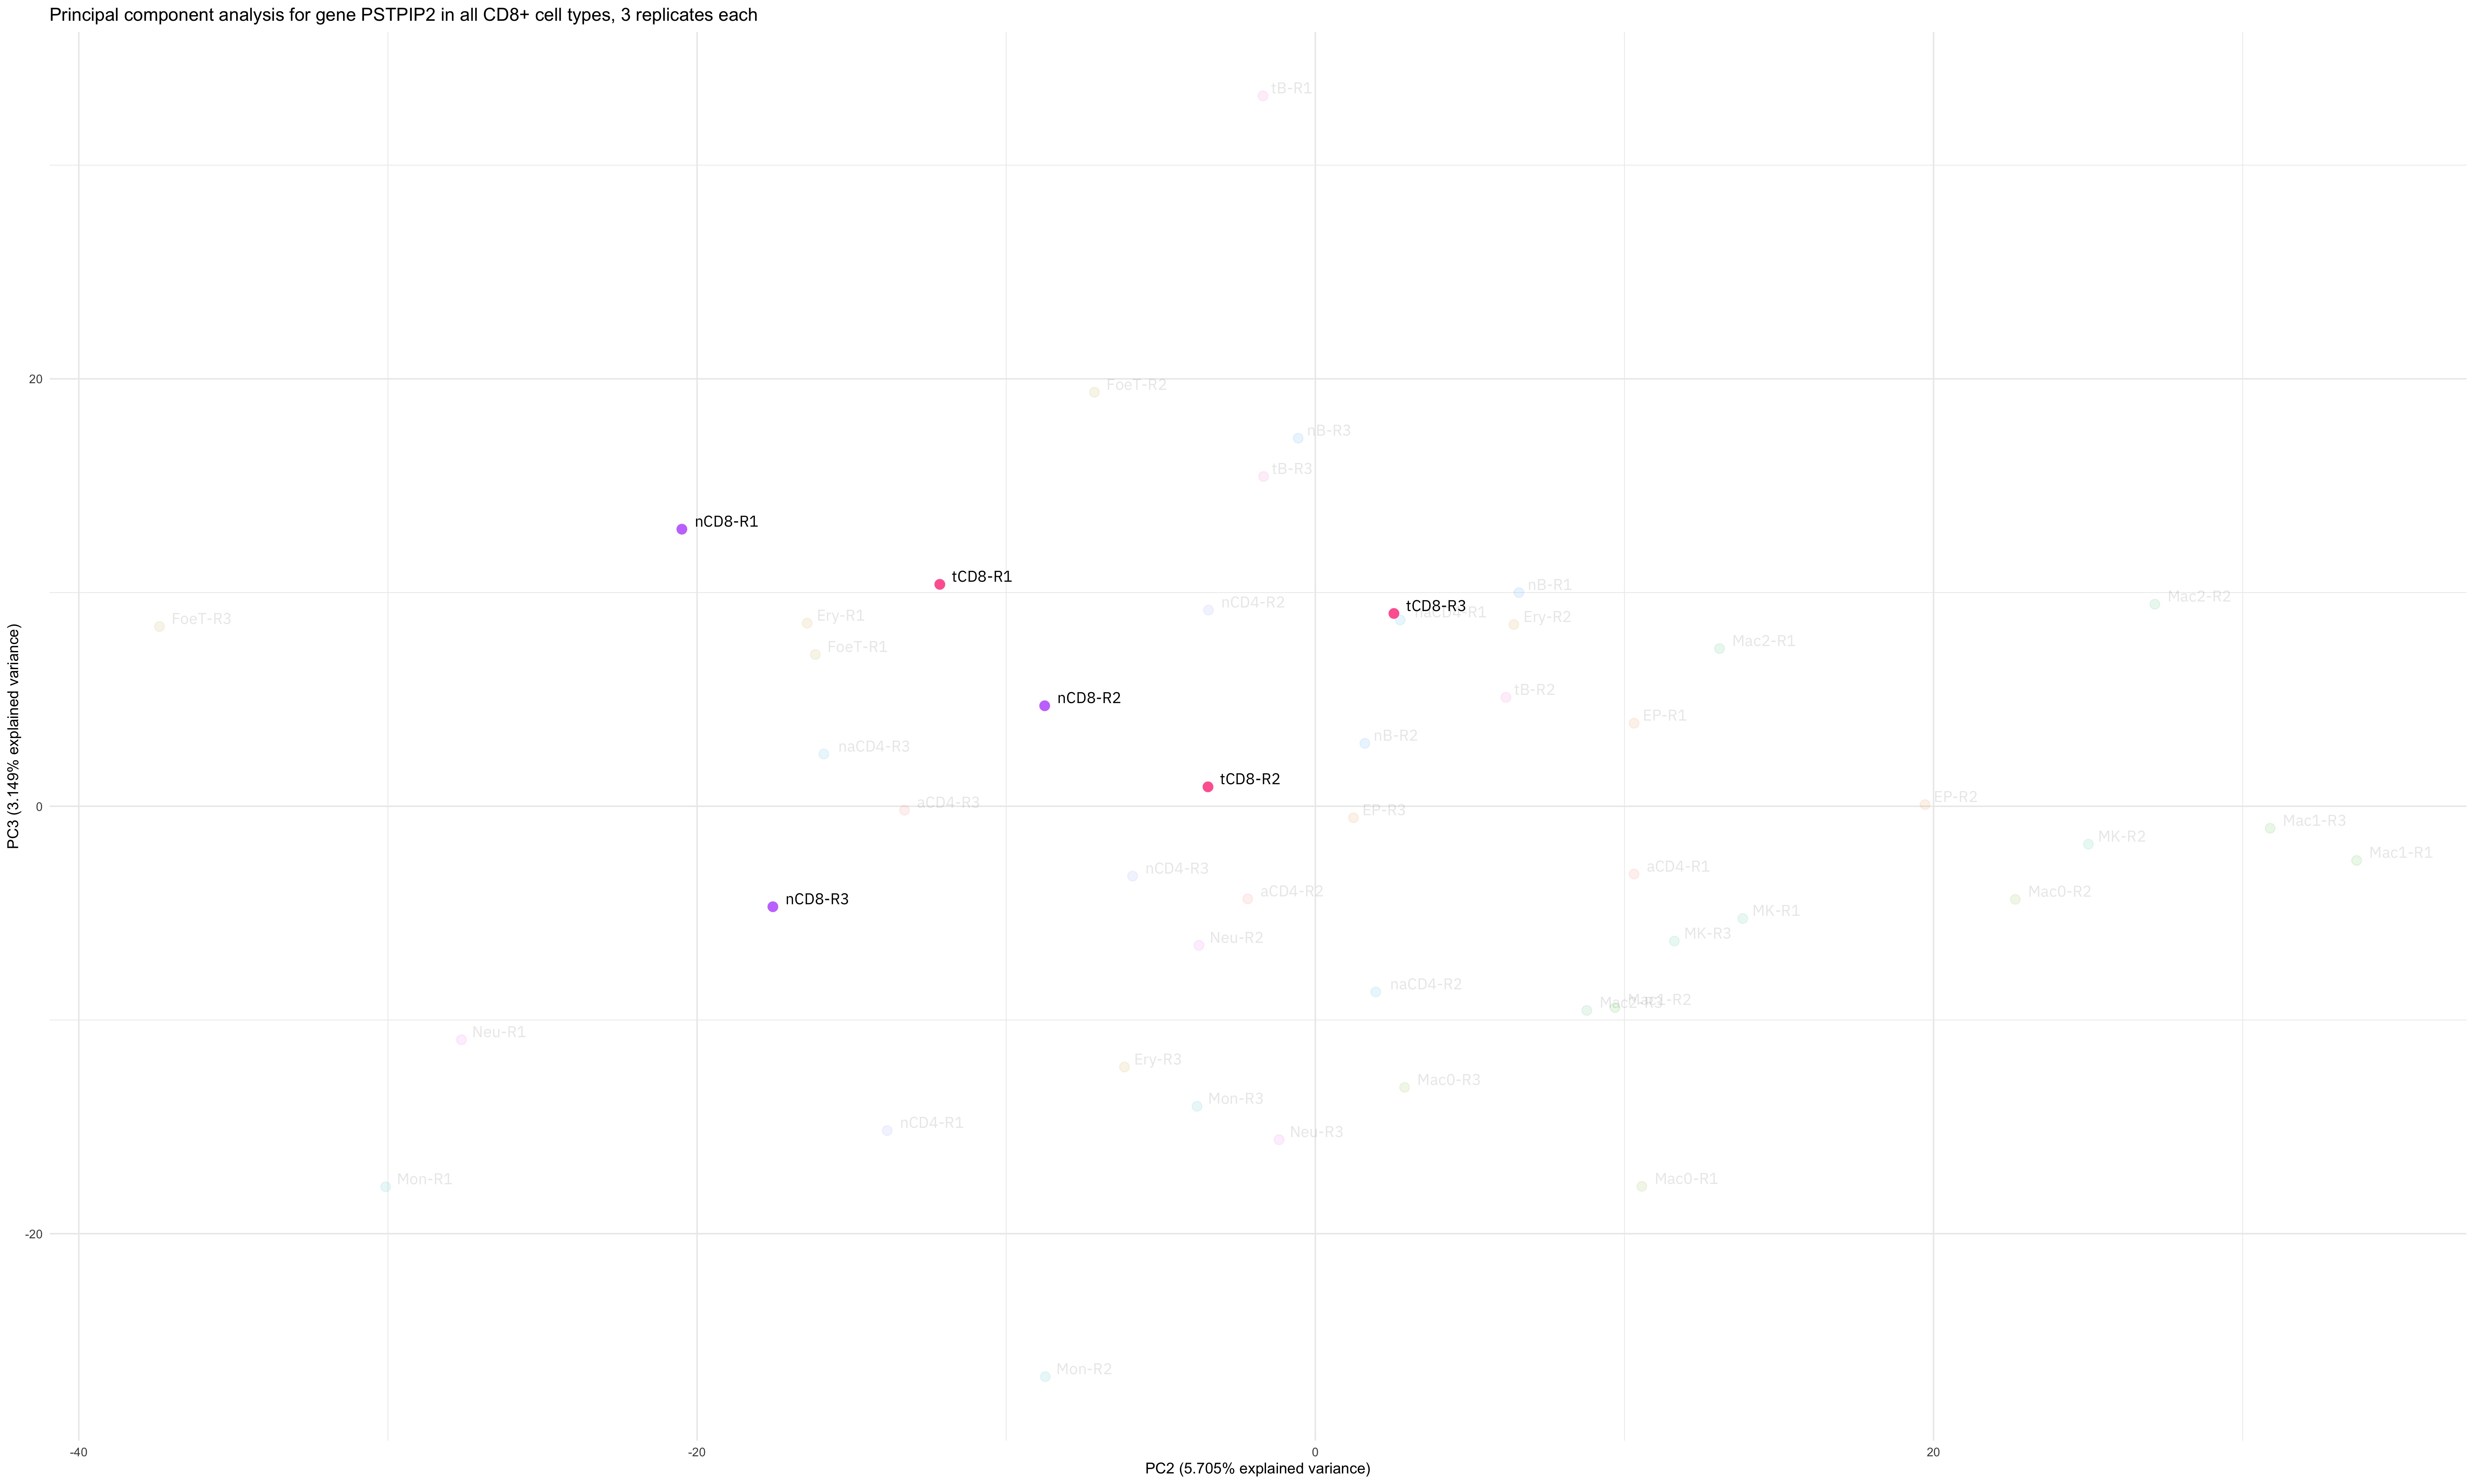 Principal component analysis for gene PSTPIP2 in all CD8+ cell types, 3 replicates each
tB-R1
20
FoeT-R2
nB-R3
tB-R3
nCD8-R1
tCD8-R1
nB-R1
Mac2-R2
nCD4-R2
tCD8-R3
naCD4-R1
Ery-R1
Ery-R2
FoeT-R3
Mac2-R1
FoeT-R1
tB-R2
nCD8-R2
EP-R1
nB-R2
naCD4-R3
tCD8-R2
EP-R2
aCD4-R3
0
EP-R3
Mac1-R3
MK-R2
Mac1-R1
aCD4-R1
nCD4-R3
aCD4-R2
Mac0-R2
nCD8-R3
MK-R1
MK-R3
Neu-R2
naCD4-R2
Mac2-R3
Mac1-R2
Neu-R1
Ery-R3
Mac0-R3
Mon-R3
nCD4-R1
Neu-R3
Mon-R1
Mac0-R1
-20
Mon-R2
-40
-20
0
20
PC2 (5.705% explained variance)
PC3 (3.149% explained variance)